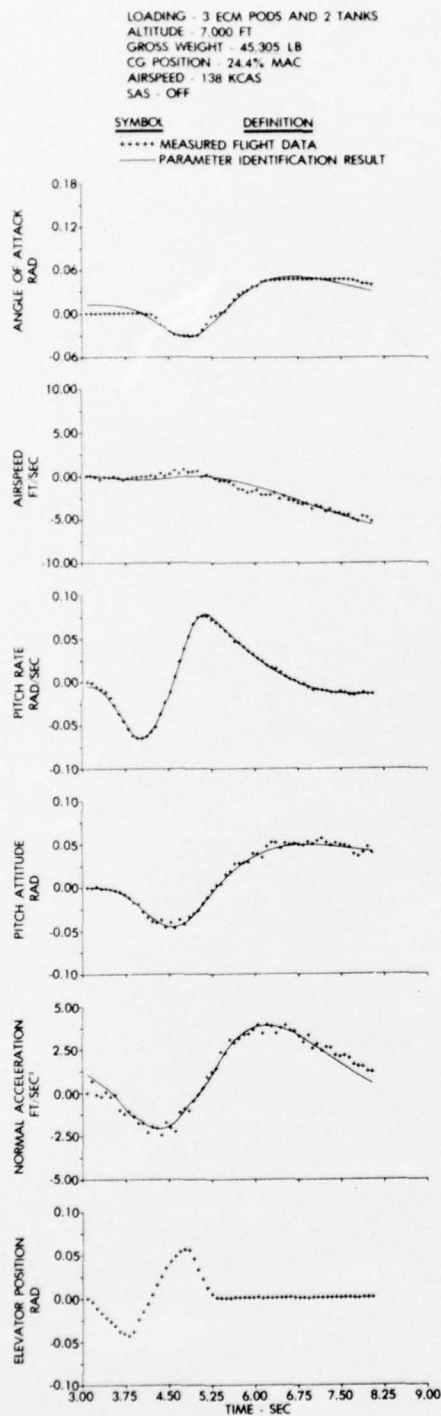 LOADING - 3 ECM PODS AND 2 TANKS
ALTITUDE - 7,000 FT
GROSS WEIGHT - 45,305 LB
CG POSITION - 24.4% MAC
AIRSPEED - 138 KCAS
SAS - OFF
SYMBOL DEFINITION
++++ MEASURED FLIGHT DATA
—— PARAMETER IDENTIFICATION RESULT
ANGLE OF ATTACK
RAD
0.18
0.12
0.06
0.00
-0.06
AIRSPEED
FT/SEC
10.00
5.00
0.00
-5.00
-10.00
PITCH RATE
RAD/SEC
0.10
0.05
0.00
-0.05
-0.10
PITCH ATTITUDE
RAD
0.10
0.05
0.00
-0.05
-0.10
NORMAL ACCELERATION
FT/SEC²
5.00
2.50
0.00
-2.50
-5.00
ELEVATOR POSITION
RAD
0.10
0.05
0.00
-0.05
-0.10
3.00 3.75 4.50 5.25 6.00 6.75 7.50 8.25 9.00
TIME - SEC